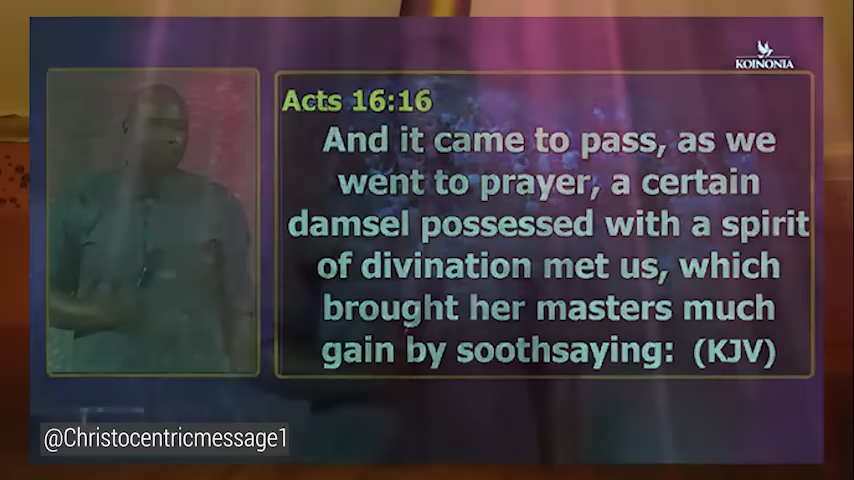 KOINONIA
Acts 16:16
And it came to pass, as we
went to prayer, a certain
damsel possessed with a spirit
of divination met us, which
brought her masters much
gain by soothsaying: (KJV)
@Christocentricmessage1